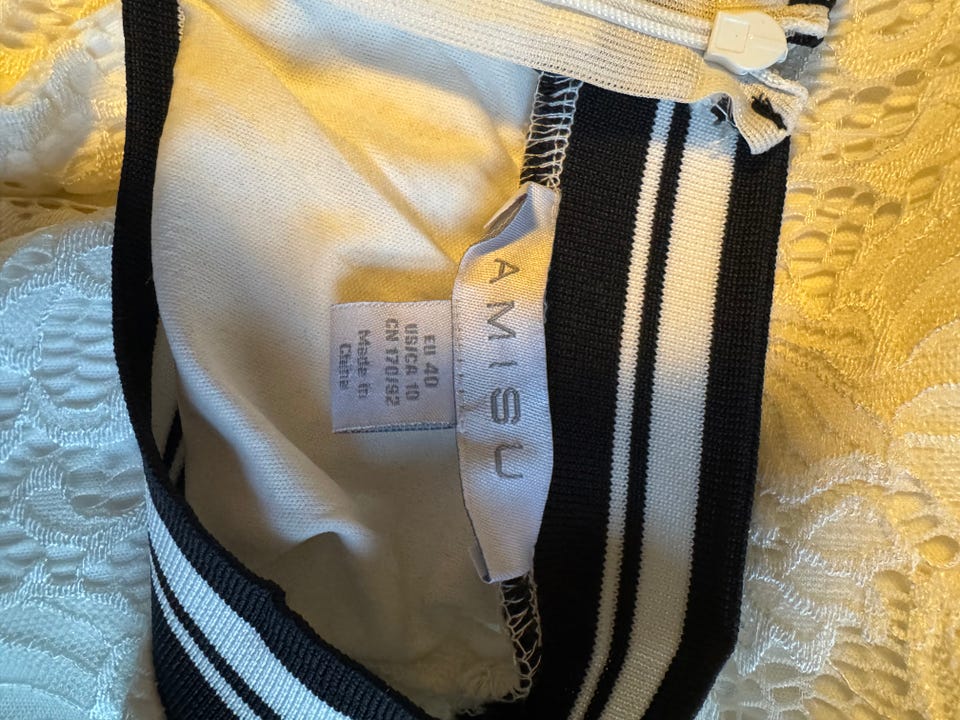 AMISU
EU 40
US/CA 10
CN 170/92
Made in
China